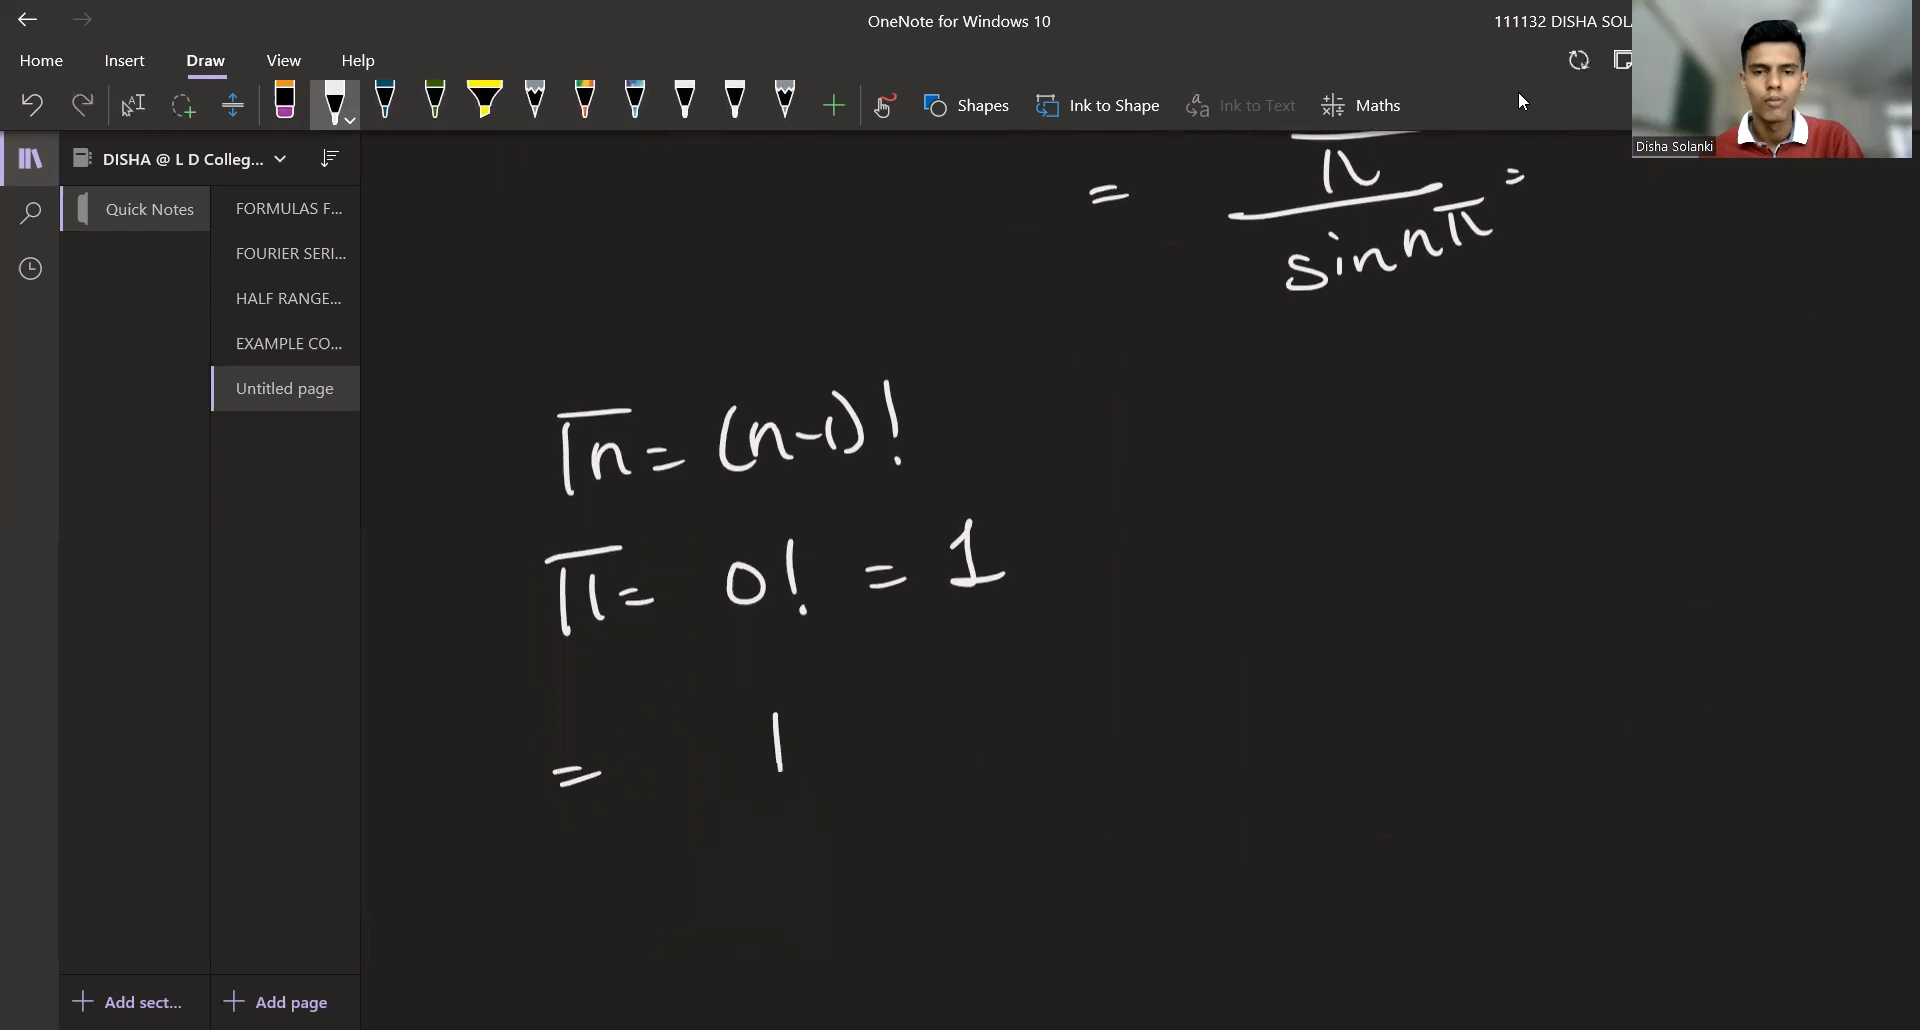 OneNote for Windows 10
111132 DISHA SOLA
Home Insert Draw View Help
Shapes Ink to Shape Ink to Text Maths
Disha Solanki
DISHA @ L D Colleg...
Quick Notes
FORMULAS F...
FOURIER SERI...
HALF RANGE...
EXAMPLE CO...
Untitled page
= π / sin nπ =
Γn = (n-1)!
Γ1 = 0! = 1
= 1
Add sect...
Add page